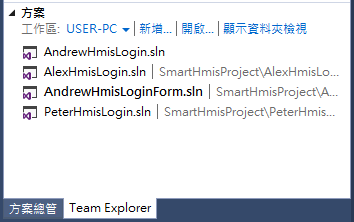 方案
工作區: USER-PC | 新增... | 開啟... | 顯示資料夾檢視
AndrewHmisLogin.sln
AlexHmisLogin.sln | SmartHmisProject\AlexHmisLo...
AndrewHmisLoginForm.sln | SmartHmisProject\A...
PeterHmisLogin.sln | SmartHmisProject\PeterHmis...
方案總管 Team Explorer